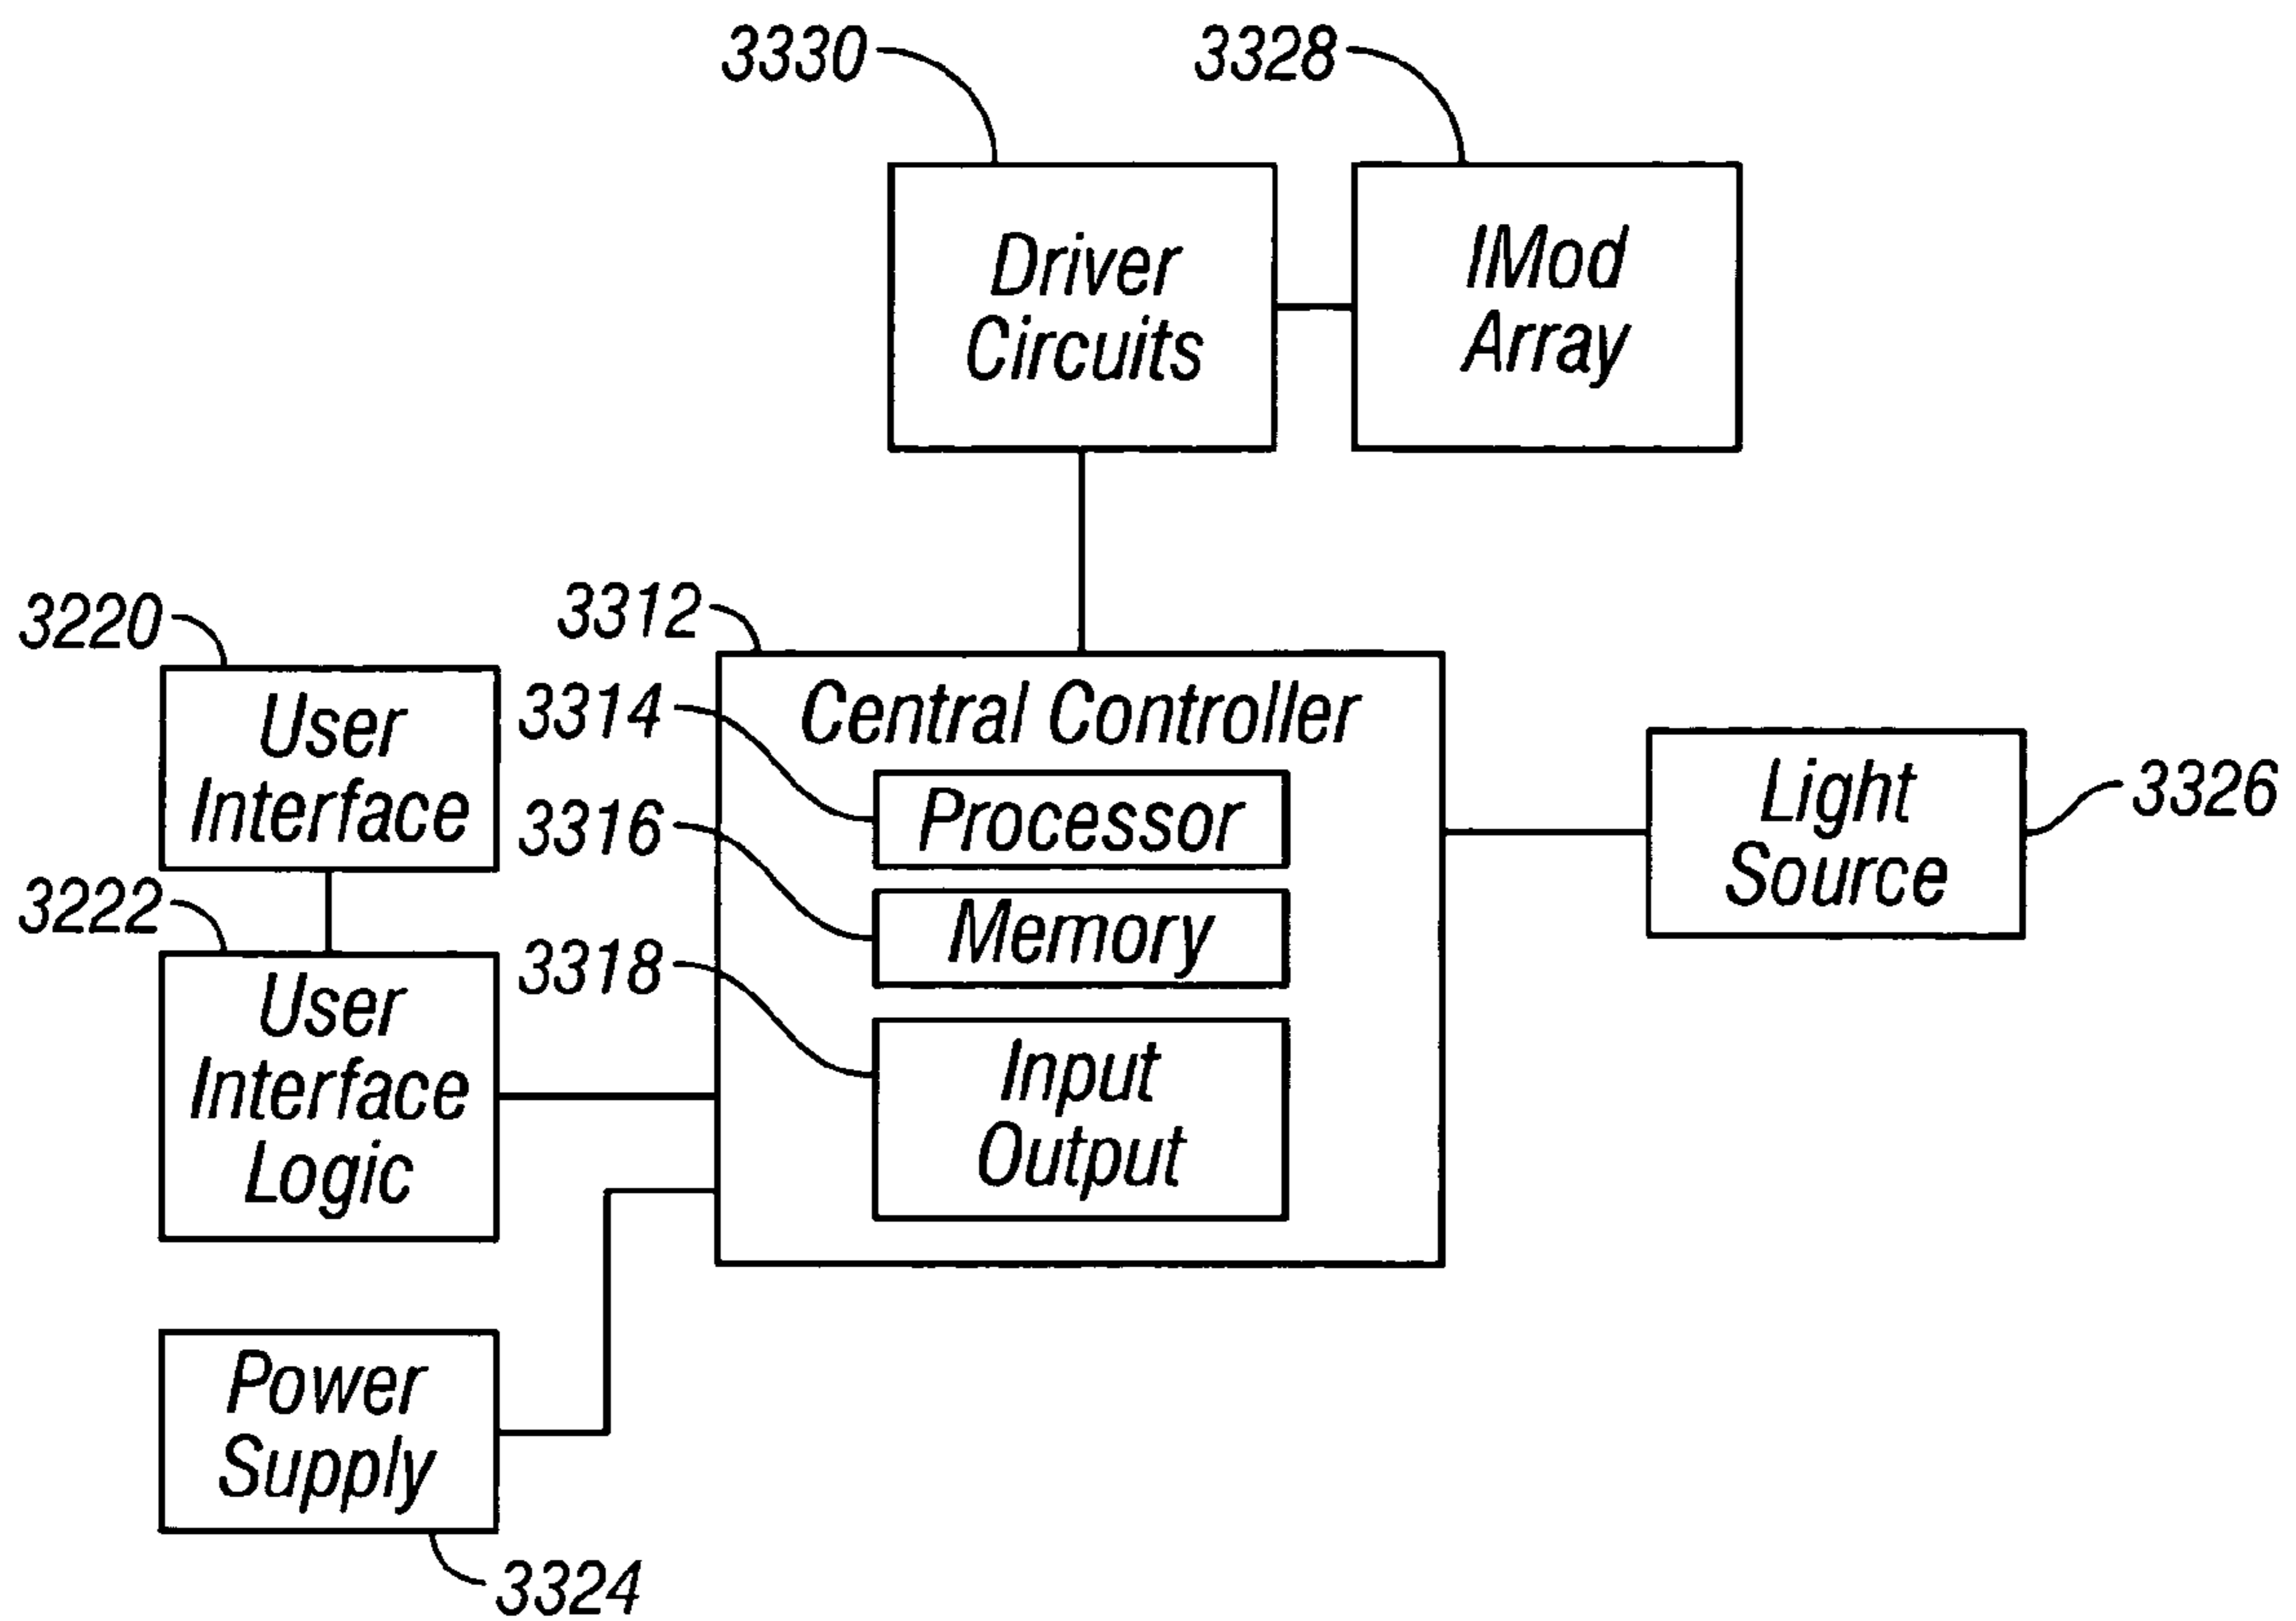 3330
3328
Driver
Circuits
IMod
Array
3220
3312
User
Interface
3314
Central Controller
Processor
3316
Memory
3318
Input
Output
Light
Source
3326
3222
User
Interface
Logic
Power
Supply
3324